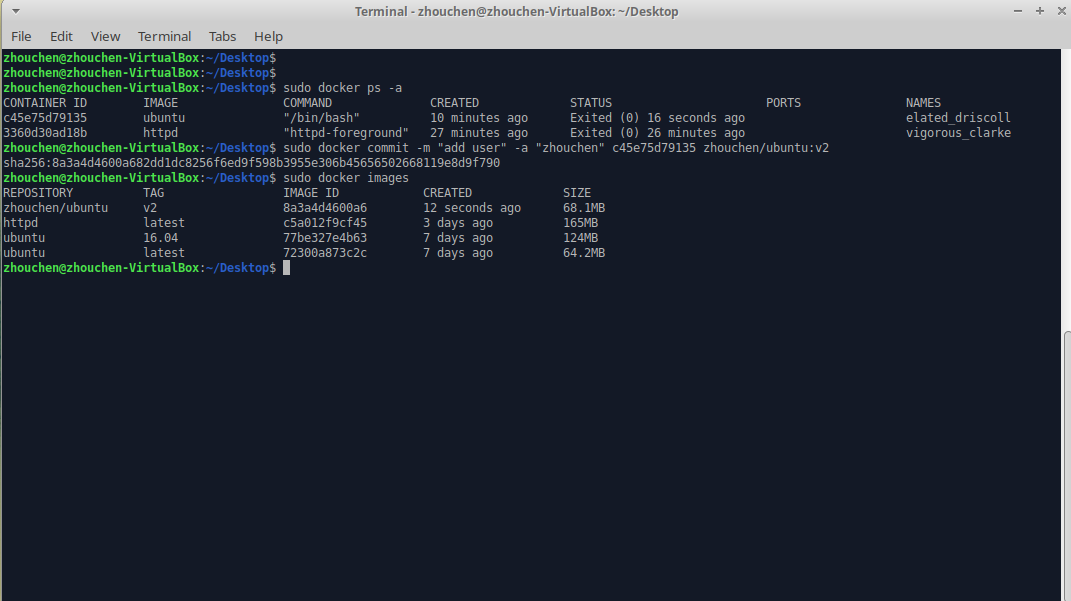 Terminal - zhouchen@zhouchen-VirtualBox: ~/Desktop
File Edit View Terminal Tabs Help
zhouchen@zhouchen-VirtualBox:~/Desktop$
zhouchen@zhouchen-VirtualBox:~/Desktop$
zhouchen@zhouchen-VirtualBox:~/Desktop$ sudo docker ps -a
CONTAINER ID IMAGE COMMAND CREATED STATUS PORTS NAMES
c45e75d79135 ubuntu "/bin/bash" 10 minutes ago Exited (0) 16 seconds ago elated_driscoll
3360d30ad18b httpd "httpd-foreground" 27 minutes ago Exited (0) 26 minutes ago vigorous_clarke
zhouchen@zhouchen-VirtualBox:~/Desktop$ sudo docker commit -m "add user" -a "zhouchen" c45e75d79135 zhouchen/ubuntu:v2
sha256:8a3a4d4600a682dd1dc8256f6ed9f598b3955e306b45656502668119e8d9f790
zhouchen@zhouchen-VirtualBox:~/Desktop$ sudo docker images
REPOSITORY TAG IMAGE ID CREATED SIZE
zhouchen/ubuntu v2 8a3a4d4600a6 12 seconds ago 68.1MB
httpd latest c5a012f9cf45 3 days ago 165MB
ubuntu 16.04 77be327e4b63 7 days ago 124MB
ubuntu latest 72300a873c2c 7 days ago 64.2MB
zhouchen@zhouchen-VirtualBox:~/Desktop$